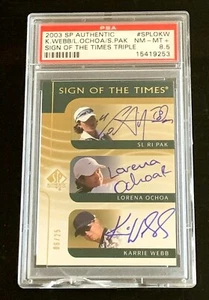 PSA
2003 SP AUTHENTIC #SPLOKW
K.WEBB/L.OCHOA/S.PAK NM-MT+
SIGN OF THE TIMES TRIPLE 8.5
15419253
SIGN OF THE TIMES
SE RI PAK
Lorena Ochoa
LORENA OCHOA
KARRIE WEBB